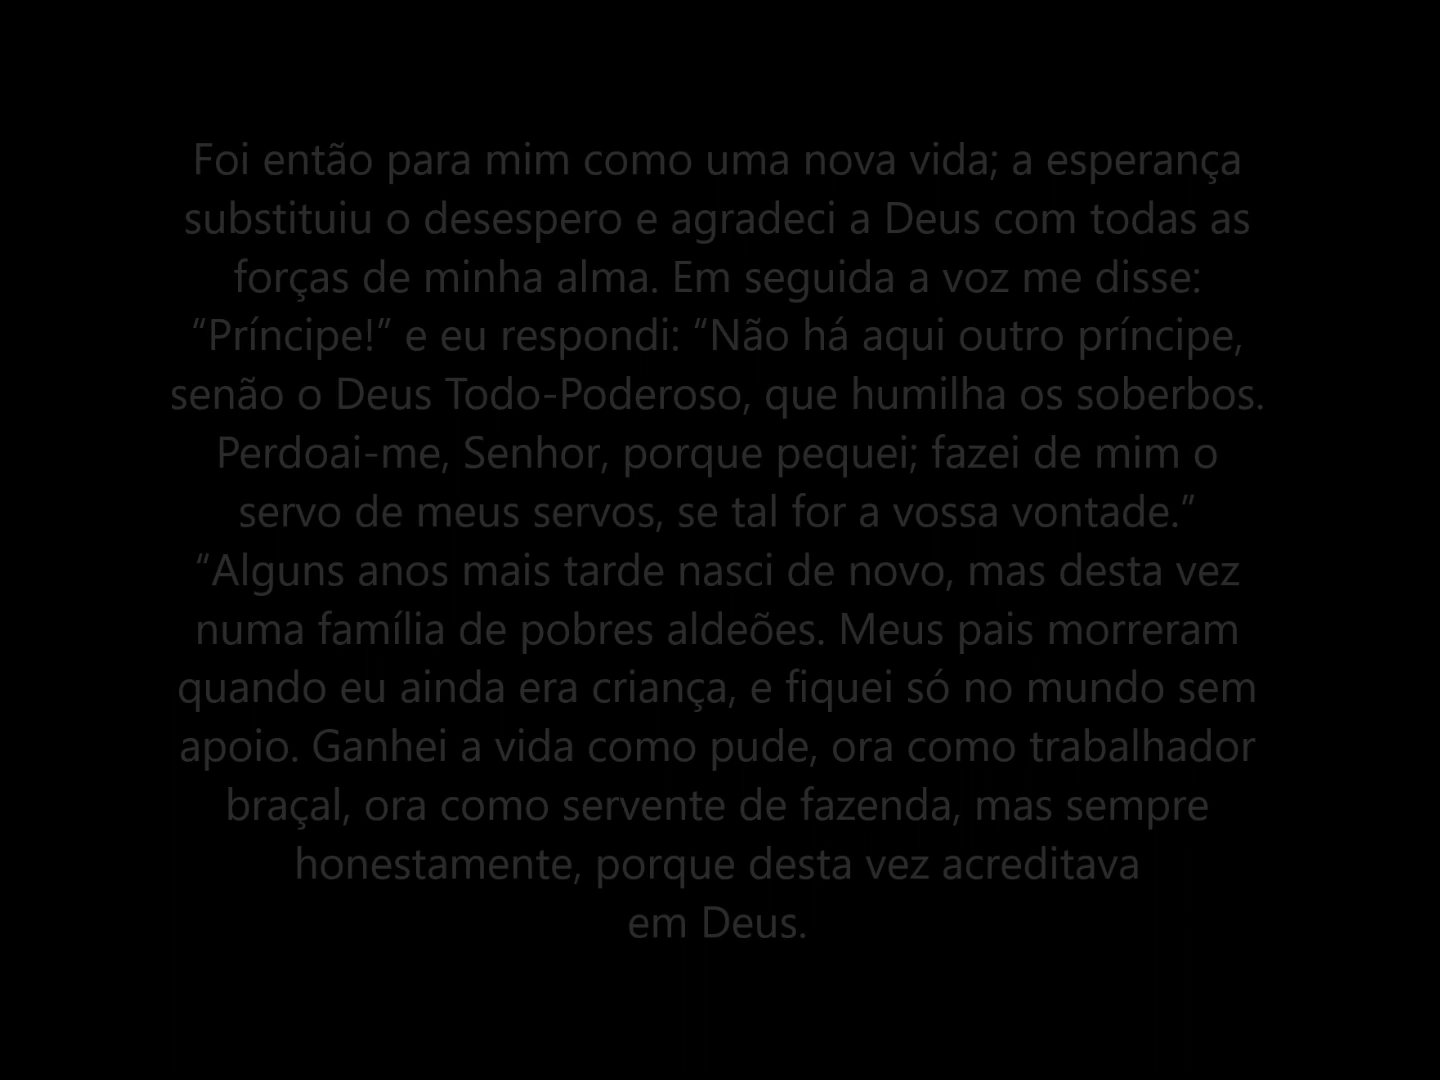 Foi então para mim como uma nova vida; a esperança
substituiu o desespero e agradeci a Deus com todas as
forças de minha alma. Em seguida a voz me disse:
“Príncipe!” e eu respondi: “Não há aqui outro príncipe,
senão o Deus Todo-Poderoso, que humilha os soberbos.
Perdoai-me, Senhor, porque pequei; fazei de mim o
servo de meus servos, se tal for a vossa vontade.”
“Alguns anos mais tarde nasci de novo, mas desta vez
numa família de pobres aldeões. Meus pais morreram
quando eu ainda era criança, e fiquei só no mundo sem
apoio. Ganhei a vida como pude, ora como trabalhador
braçal, ora como servente de fazenda, mas sempre
honestamente, porque desta vez acreditava
em Deus.